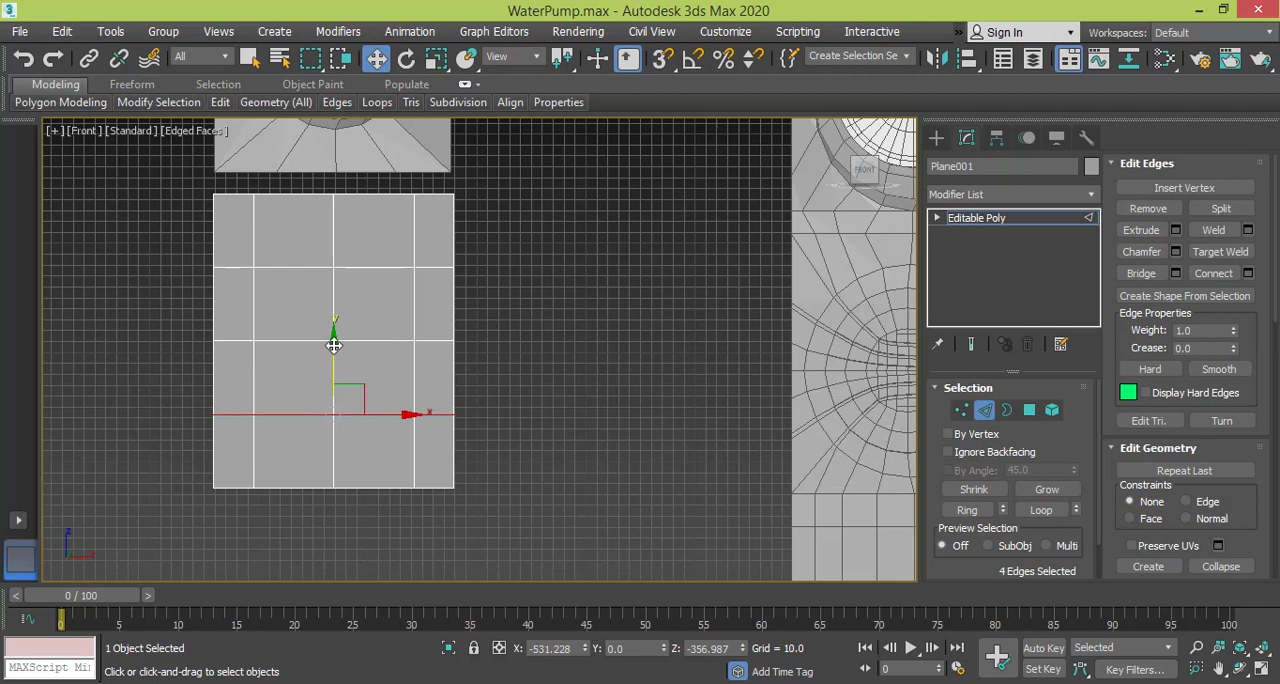 WaterPump.max - Autodesk 3ds Max 2020
File Edit Tools Group Views Create Modifiers Animation Graph Editors Rendering Civil View Customize Scripting Interactive » Sign In Workspaces: Default
All View Create Selection Se
Modeling Freeform Selection Object Paint Populate
Polygon Modeling Modify Selection Edit Geometry (All) Edges Loops Tris Subdivision Align Properties
[+] [Front] [Standard] [Edged Faces]
FRONT
Plane001
Modifier List
Editable Poly
Selection
By Vertex
Ignore Backfacing
By Angle: 45.0
Shrink Grow
Ring Loop
Preview Selection
Off SubObj Multi
4 Edges Selected
Edit Edges
Insert Vertex
Remove Split
Extrude Weld
Chamfer Target Weld
Bridge Connect
Create Shape From Selection
Edge Properties
Weight: 1.0
Crease: 0.0
Hard Smooth
Display Hard Edges
Edit Tri. Turn
Edit Geometry
Repeat Last
Constraints
None Edge
Face Normal
Preserve UVs
Create Collapse
y
x
z
x
< 0 / 100 >
0 5 10 15 20 25 30 35 40 45 50 55 60 65 70 75 80 85 90 95 100
MAXScript Mi
1 Object Selected
Click or click-and-drag to select objects
X: -531.228 Y: 0.0 Z: -356.987 Grid = 10.0
Add Time Tag
0
Auto Key Selected
Set Key Key Filters...